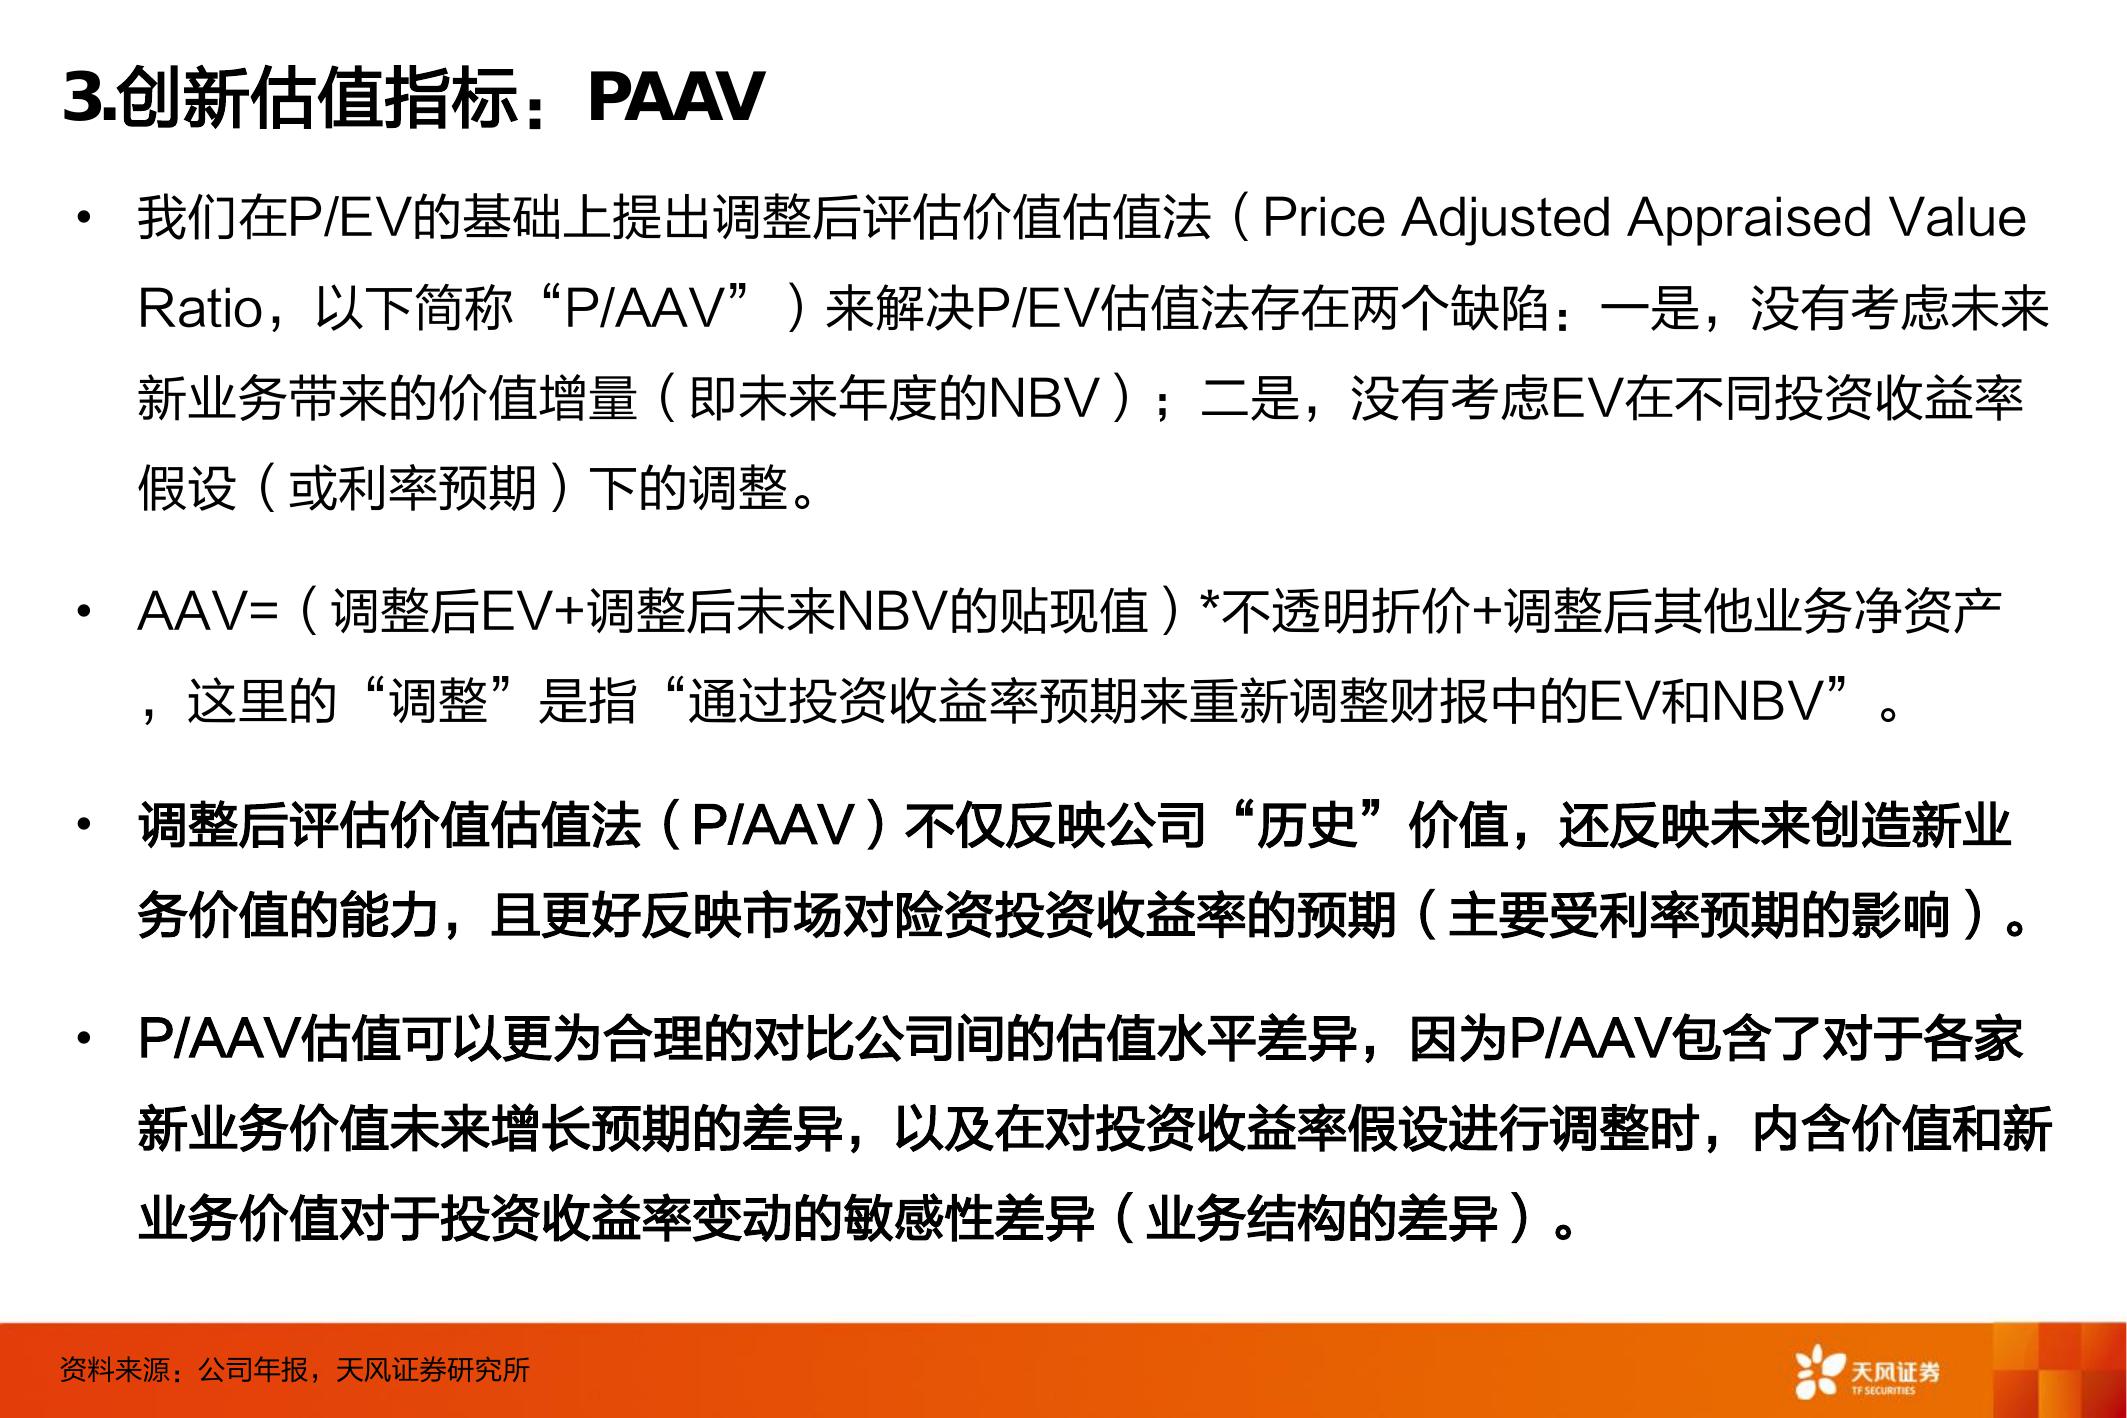 3.创新估值指标：PAAV
• 我们在P/EV的基础上提出调整后评估价值估值法（Price Adjusted Appraised Value
Ratio，以下简称“P/AAV”）来解决P/EV估值法存在两个缺陷：一是，没有考虑未来
新业务带来的价值增量（即未来年度的NBV）；二是，没有考虑EV在不同投资收益率
假设（或利率预期）下的调整。
• AAV=（调整后EV+调整后未来NBV的贴现值）*不透明折价+调整后其他业务净资产
，这里的“调整”是指“通过投资收益率预期来重新调整财报中的EV和NBV”。
• 调整后评估价值估值法（P/AAV）不仅反映公司“历史”价值，还反映未来创造新业
务价值的能力，且更好反映市场对险资投资收益率的预期（主要受利率预期的影响）。
• P/AAV估值可以更为合理的对比公司间的估值水平差异，因为P/AAV包含了对于各家
新业务价值未来增长预期的差异，以及在对投资收益率假设进行调整时，内含价值和新
业务价值对于投资收益率变动的敏感性差异（业务结构的差异）。
资料来源：公司年报，天风证券研究所
天风证券
TF SECURITIES